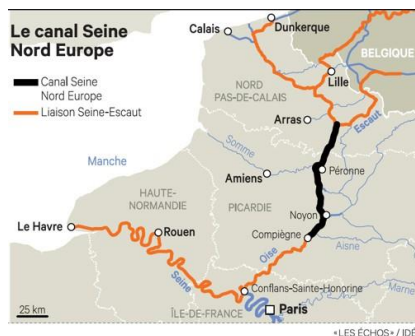 Le canal Seine
Nord Europe
Canal Seine
Nord Europe
Liaison Seine-Escaut
Calais
Dunkerque
BELGIQUE
Lille
NORD
PAS-DE-CALAIS
Arras
Escaut
Somme
Manche
Amiens
Péronne
HAUTE-
NORMANDIE
PICARDIE
Noyon
Le Havre
Rouen
Compiègne
Aisne
Oise
Seine
Conflans-Sainte-Honorine
Marne
25 km
ÎLE-DE-FRANCE
Paris
«LES ÉCHOS» / IDÉ